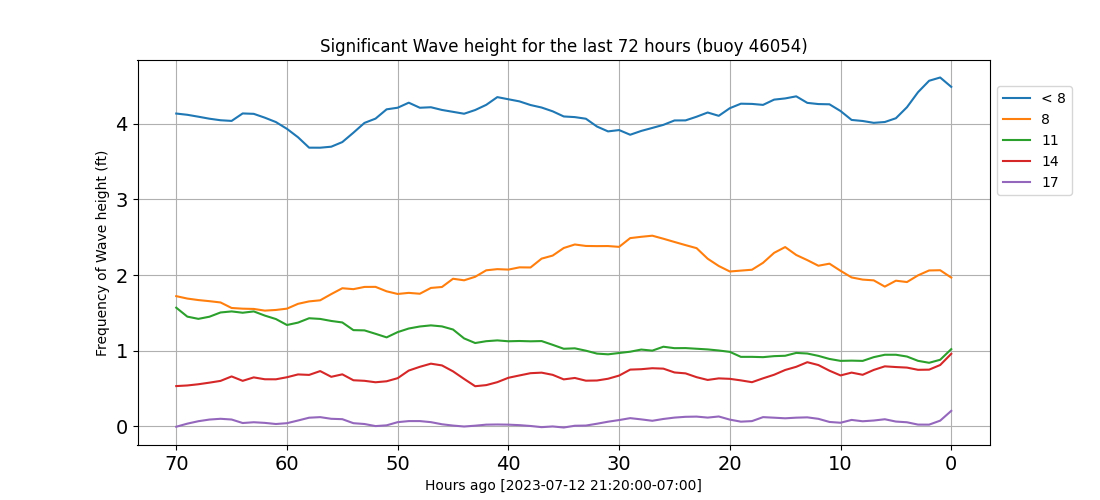 Significant Wave height for the last 72 hours (buoy 46054)
Frequency of Wave height (ft)
4
3
2
1
0
70 60 50 40 30 20 10 0
Hours ago [2023-07-12 21:20:00-07:00]
< 8
8
11
14
17